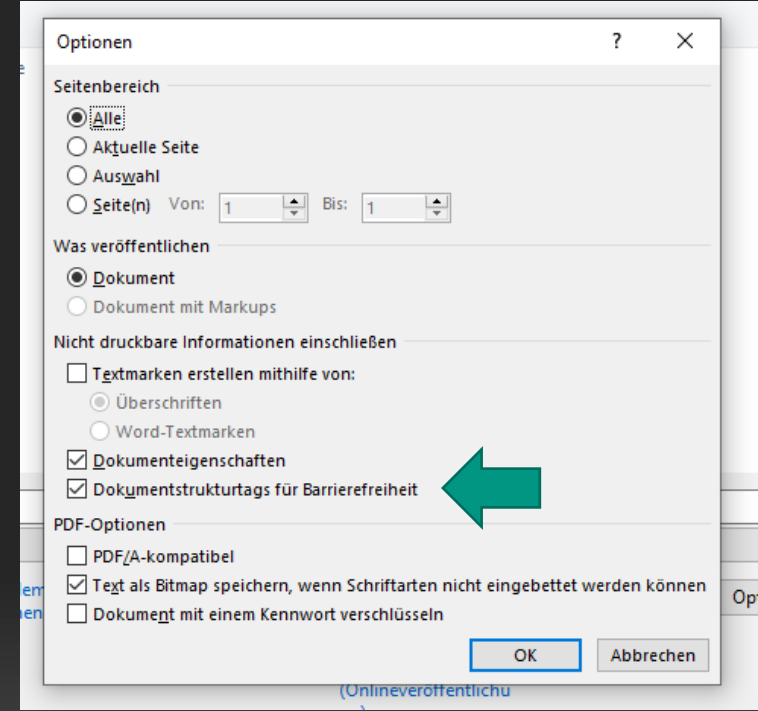 Optionen ? ×
Seitenbereich
Alle
Aktuelle Seite
Auswahl
Seite(n) Von: 1 Bis: 1
Was veröffentlichen
Dokument
Dokument mit Markups
Nicht druckbare Informationen einschließen
Textmarken erstellen mithilfe von:
Überschriften
Word-Textmarken
Dokumenteigenschaften
Dokumentstrukturtags für Barrierefreiheit
PDF-Optionen
PDF/A-kompatibel
Text als Bitmap speichern, wenn Schriftarten nicht eingebettet werden können
Dokument mit einem Kennwort verschlüsseln
OK Abbrechen
(Onlineveröffentlichu